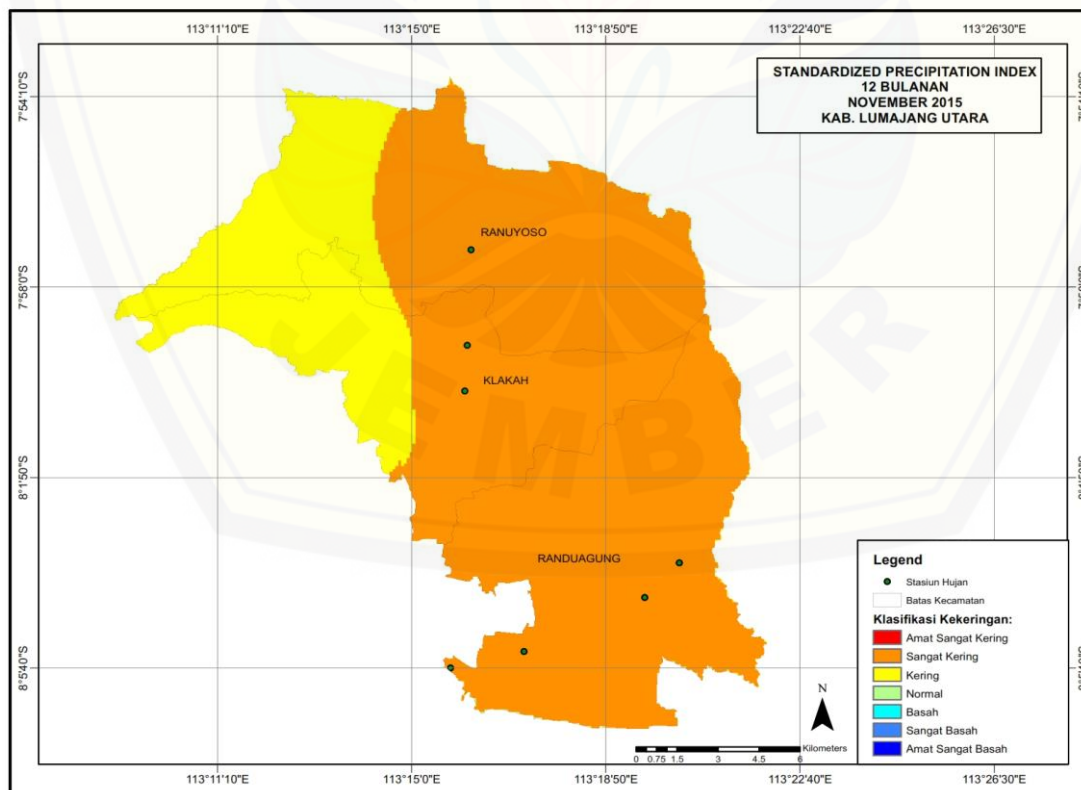 113°11'10"E 113°15'0"E 113°18'50"E 113°22'40"E 113°26'30"E
STANDARDIZED PRECIPITATION INDEX
12 BULANAN
NOVEMBER 2015
KAB. LUMAJANG UTARA
7°54'10"S
RANUYOSO
7°58'0"S
KLAKAH
JEMBER
8°1'50"S
RANDUAGUNG
8°5'40"S
Legend
Stasiun Hujan
Batas Kecamatan
Klasifikasi Kekeringan:
Amat Sangat Kering
Sangat Kering
Kering
Normal
Basah
Sangat Basah
Amat Sangat Basah
N
Kilometers
0 0.75 1.5 3 4.5 6
113°11'10"E 113°15'0"E 113°18'50"E 113°22'40"E 113°26'30"E